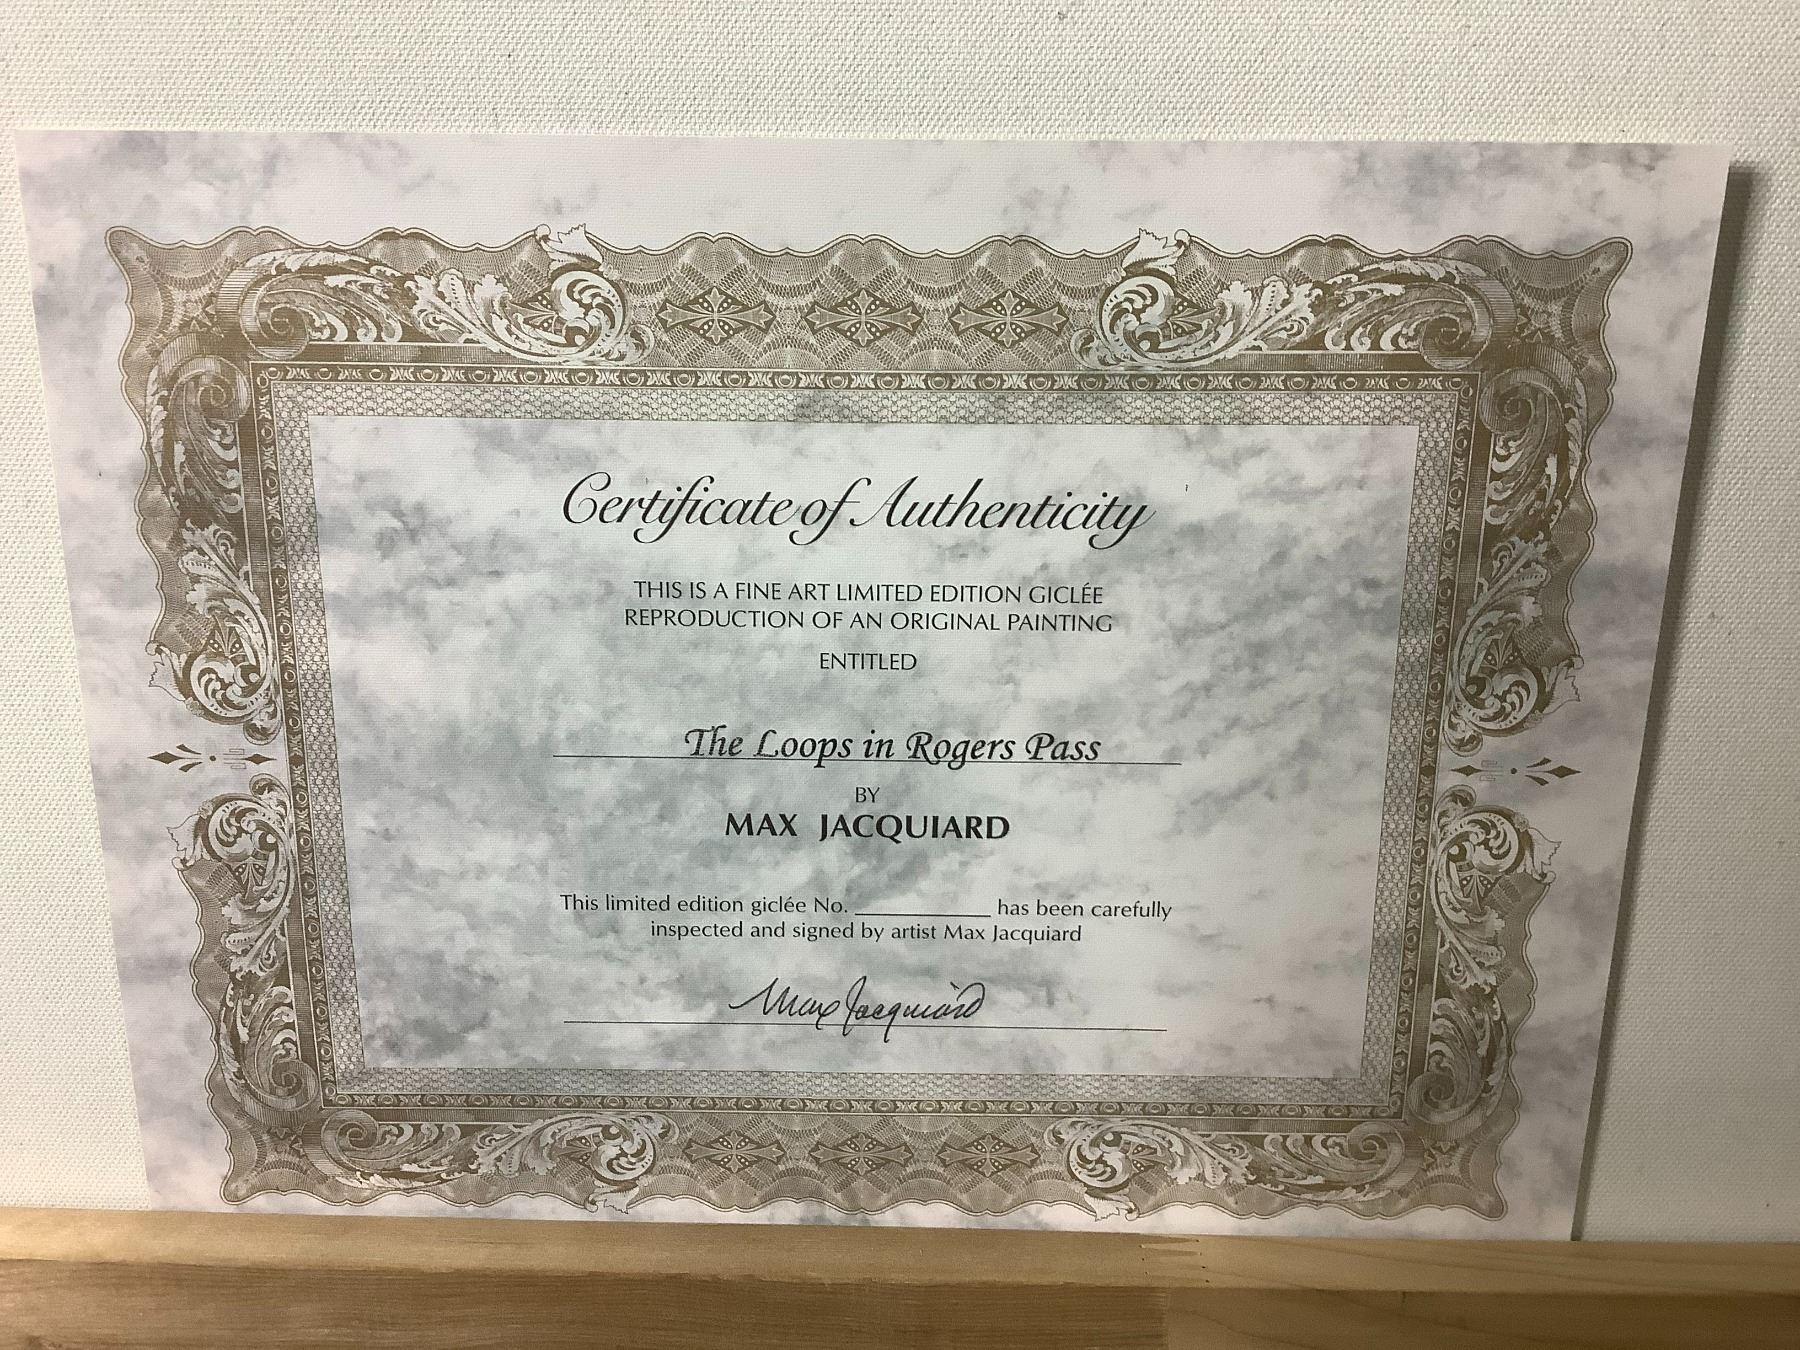 Certificate of Authenticity
THIS IS A FINE ART LIMITED EDITION GICLÉE
REPRODUCTION OF AN ORIGINAL PAINTING
ENTITLED
The Loops in Rogers Pass
BY
MAX JACQUIARD
This limited edition giclée No. __________ has been carefully
inspected and signed by artist Max Jacquiard
Max Jacquiard